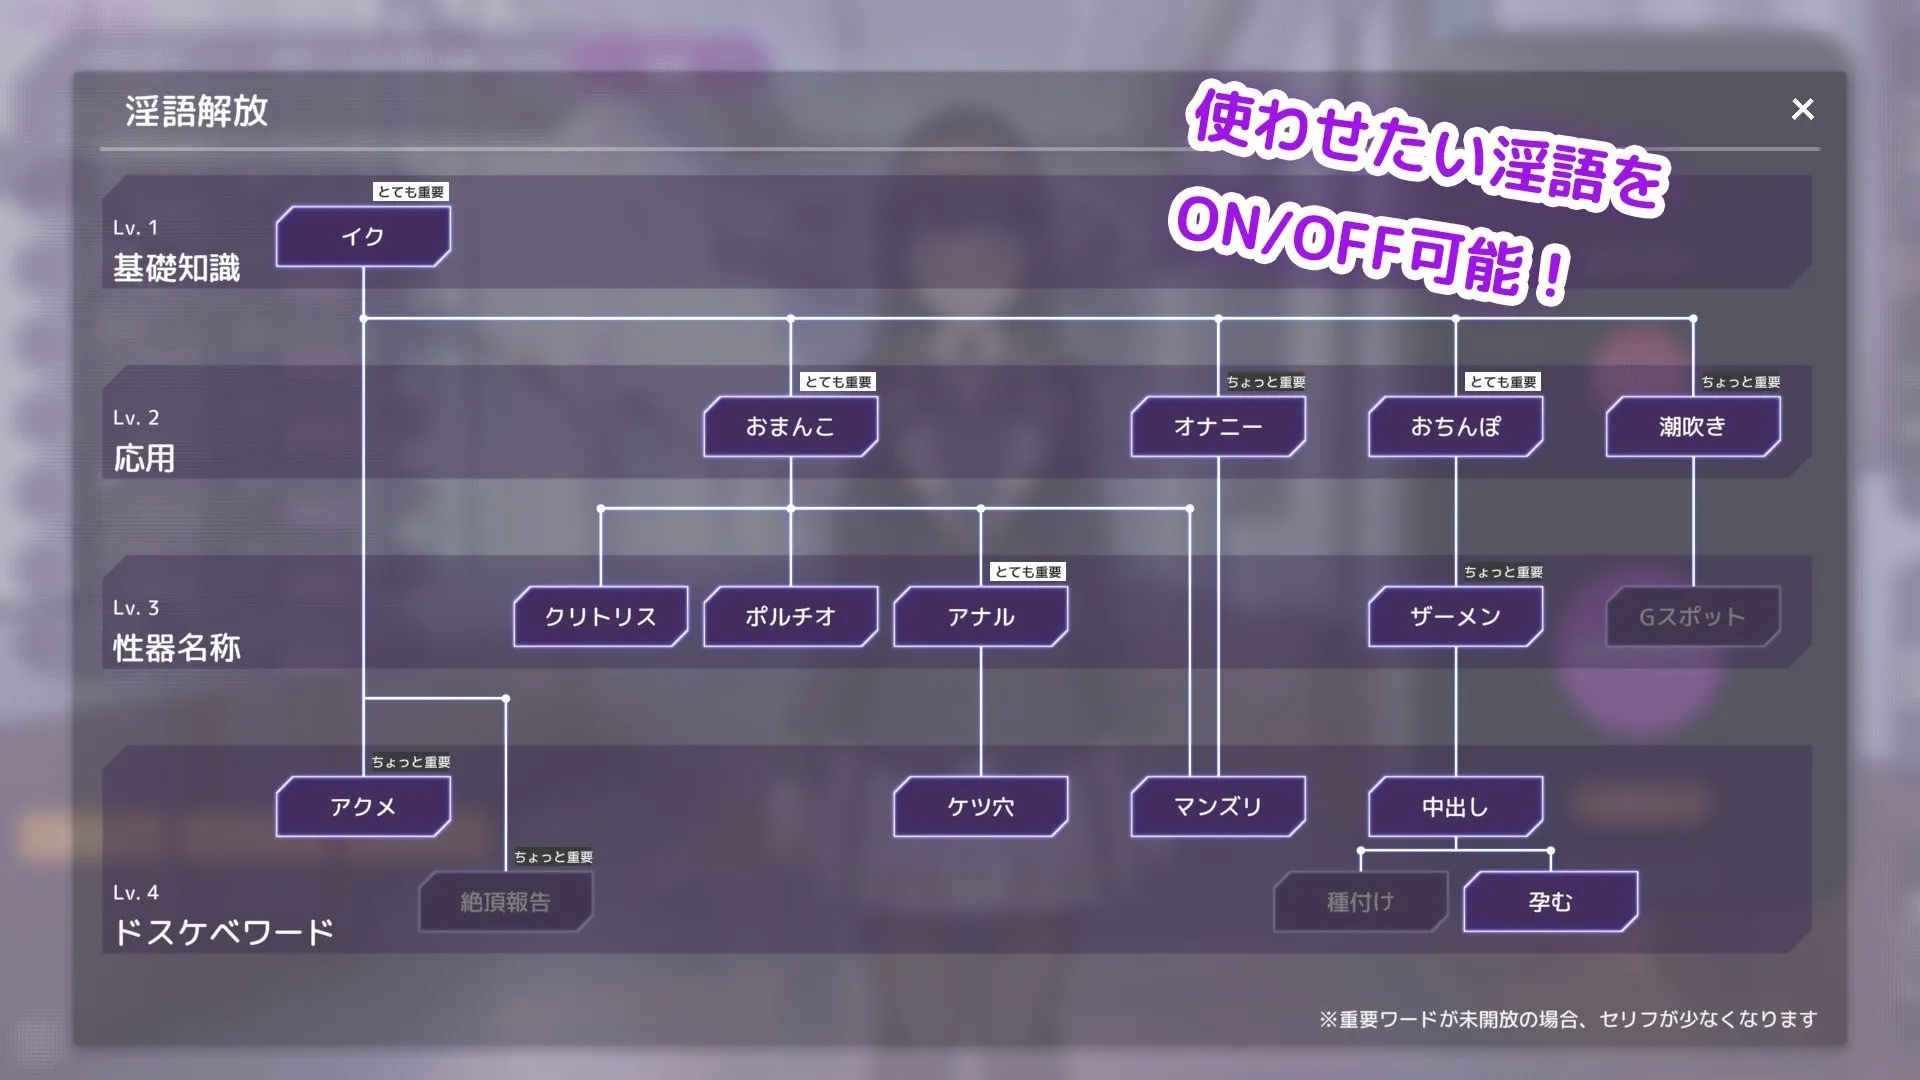 淫語解放
使わせたい淫語を
ON/OFF可能！
×
Lv. 1
基礎知識
とても重要
イク
Lv. 2
応用
とても重要
おまんこ
ちょっと重要
オナニー
とても重要
おちんぽ
ちょっと重要
潮吹き
Lv. 3
性器名称
クリトリス
ポルチオ
とても重要
アナル
ちょっと重要
ザーメン
Gスポット
ちょっと重要
アクメ
ケツ穴
マンズリ
中出し
Lv. 4
ドスケベワード
ちょっと重要
絶頂報告
種付け
孕む
※重要ワードが未開放の場合、セリフが少なくなります